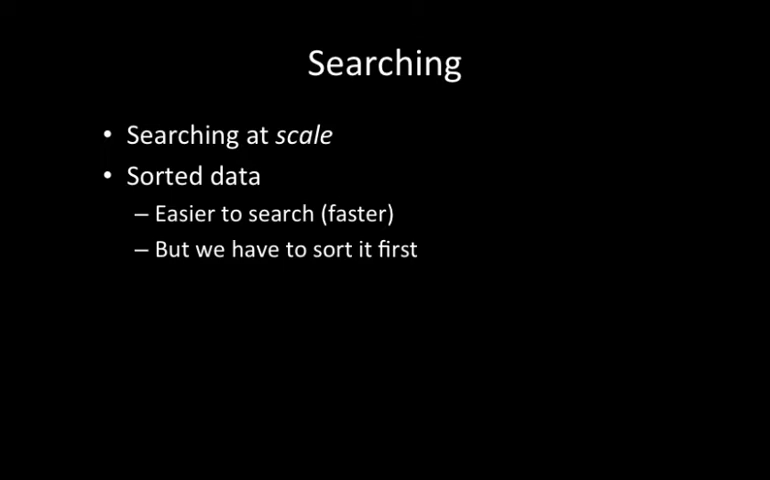 Searching
• Searching at scale
• Sorted data
– Easier to search (faster)
– But we have to sort it first